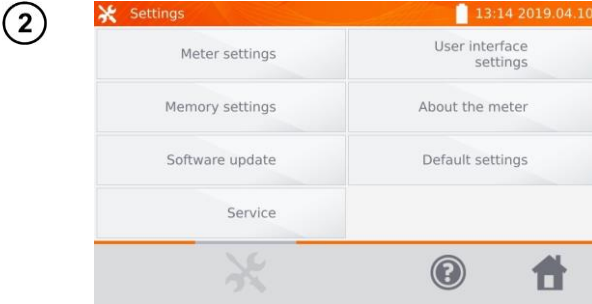 2
Settings 13:14 2019.04.10
Meter settings
User interface
settings
Memory settings
About the meter
Software update
Default settings
Service
?